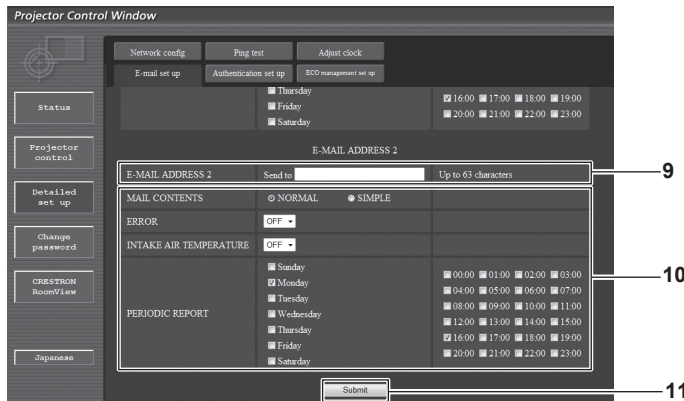 Projector Control Window
Network config Ping test Adjust clock
E-mail set up Authentication set up ECO management set up
Status
Projector control
Detailed set up
Change password
CRESTRON RoomView
Japanese
Thursday
Friday
Saturday
16:00 17:00 18:00 19:00
20:00 21:00 22:00 23:00
E-MAIL ADDRESS 2
E-MAIL ADDRESS 2 Send to Up to 63 characters
9
MAIL CONTENTS NORMAL SIMPLE
ERROR OFF
INTAKE AIR TEMPERATURE OFF
PERIODIC REPORT
Sunday
Monday
Tuesday
Wednesday
Thursday
Friday
Saturday
00:00 01:00 02:00 03:00
04:00 05:00 06:00 07:00
08:00 09:00 10:00 11:00
12:00 13:00 14:00 15:00
16:00 17:00 18:00 19:00
20:00 21:00 22:00 23:00
10
Submit
11